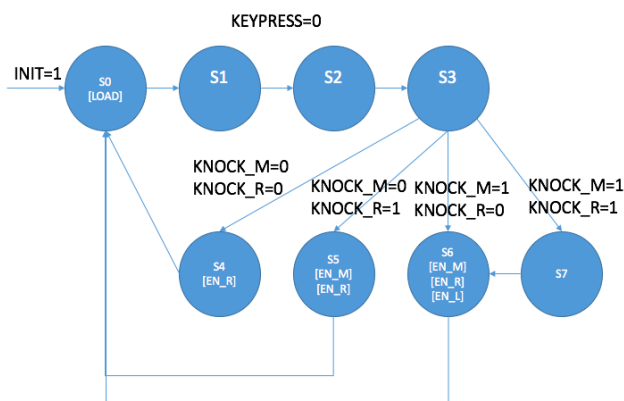 KEYPRESS=0
INIT=1
S0
[LOAD]
S1
S2
S3
KNOCK_M=0
KNOCK_R=0
KNOCK_M=0
KNOCK_R=1
KNOCK_M=1
KNOCK_R=0
KNOCK_M=1
KNOCK_R=1
S4
[EN_R]
S5
[EN_M]
[EN_R]
S6
[EN_M]
[EN_R]
[EN_L]
S7